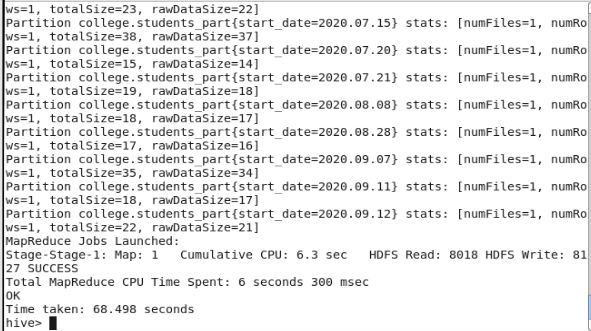 ws=1, totalSize=23, rawDataSize=22]
Partition college.students_part{start_date=2020.07.15} stats: [numFiles=1, numRo
ws=1, totalSize=38, rawDataSize=37]
Partition college.students_part{start_date=2020.07.20} stats: [numFiles=1, numRo
ws=1, totalSize=15, rawDataSize=14]
Partition college.students_part{start_date=2020.07.21} stats: [numFiles=1, numRo
ws=1, totalSize=19, rawDataSize=18]
Partition college.students_part{start_date=2020.08.08} stats: [numFiles=1, numRo
ws=1, totalSize=18, rawDataSize=17]
Partition college.students_part{start_date=2020.08.28} stats: [numFiles=1, numRo
ws=1, totalSize=17, rawDataSize=16]
Partition college.students_part{start_date=2020.09.07} stats: [numFiles=1, numRo
ws=1, totalSize=35, rawDataSize=34]
Partition college.students_part{start_date=2020.09.11} stats: [numFiles=1, numRo
ws=1, totalSize=18, rawDataSize=17]
Partition college.students_part{start_date=2020.09.12} stats: [numFiles=1, numRo
ws=1, totalSize=22, rawDataSize=21]
MapReduce Jobs Launched:
Stage-Stage-1: Map: 1   Cumulative CPU: 6.3 sec   HDFS Read: 8018 HDFS Write: 81
27 SUCCESS
Total MapReduce CPU Time Spent: 6 seconds 300 msec
OK
Time taken: 68.498 seconds
hive>